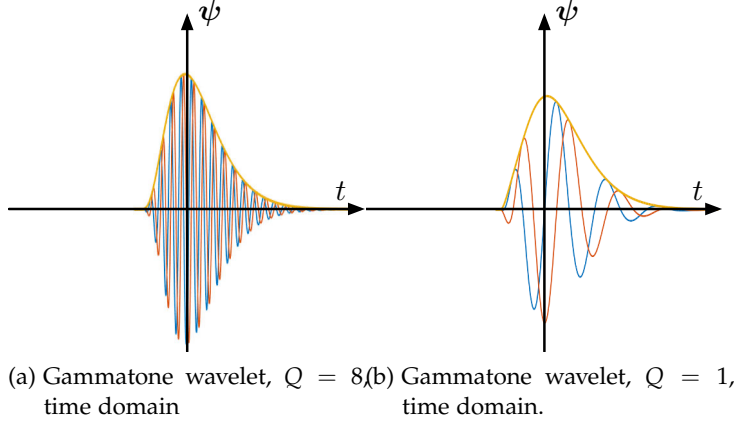 ψ
ψ
t
t
(a) Gammatone wavelet, Q = 8,
time domain
(b) Gammatone wavelet, Q = 1,
time domain.